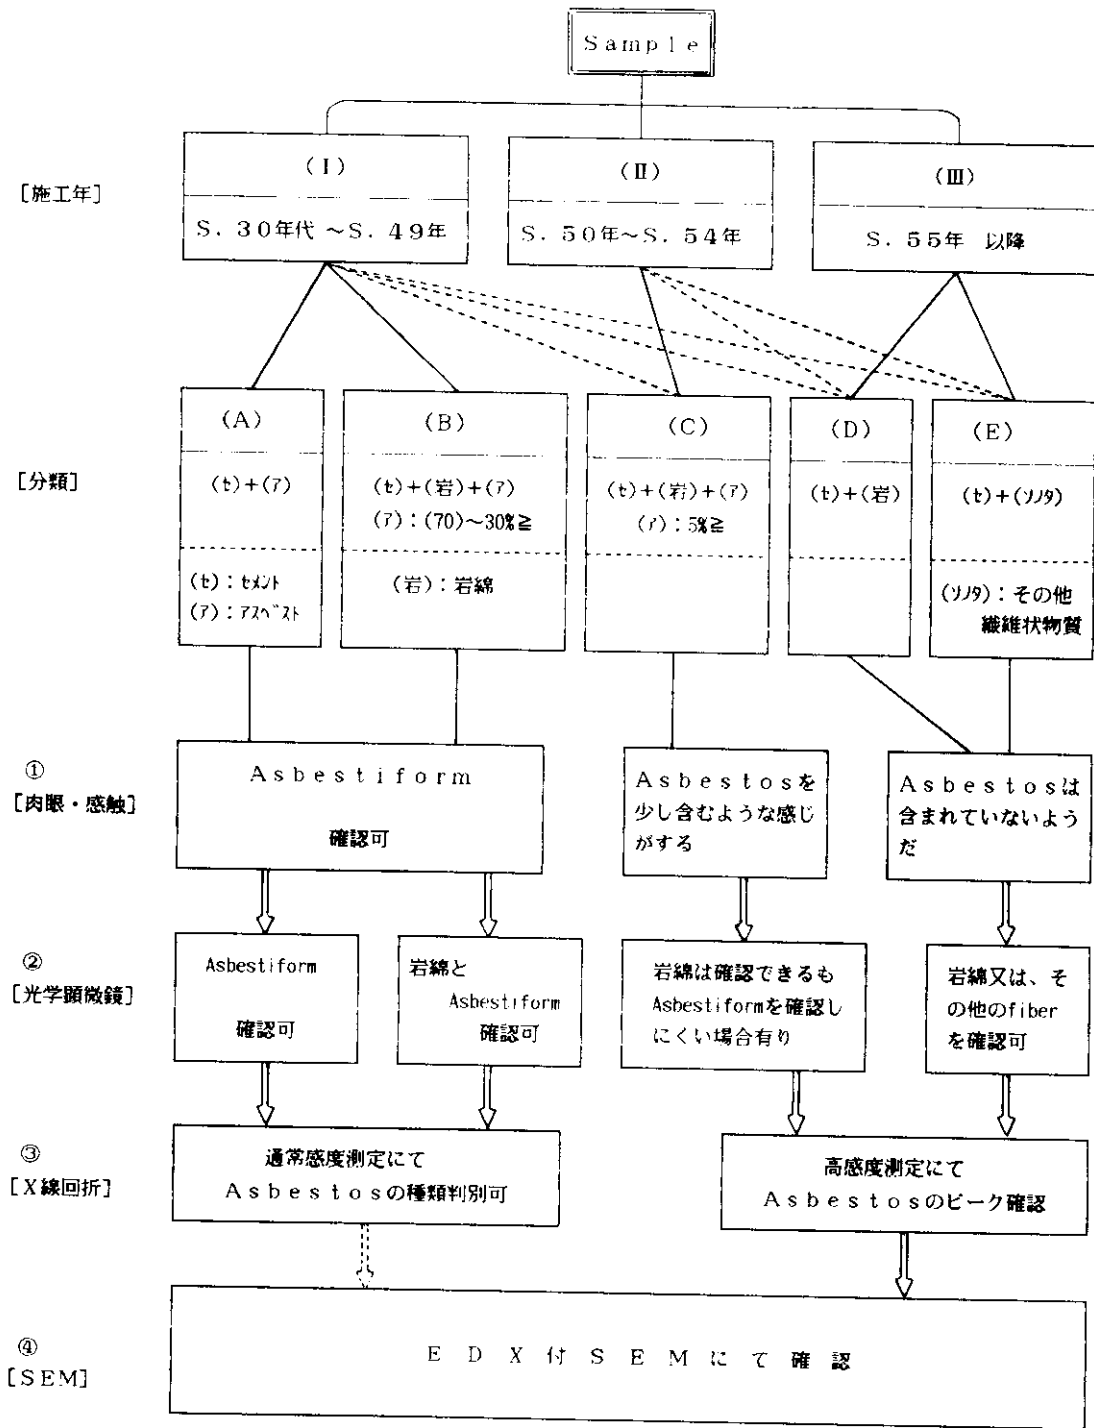 Sample
[施工年]
(Ⅰ)
S. 30年代 ～S. 49年
(Ⅱ)
S. 50年～S. 54年
(Ⅲ)
S. 55年 以降
[分類]
(A)
(セ)+(ア)
(セ)：セメント
(ア)：アスベスト
(B)
(セ)+(岩)+(ア)
(ア)：(70)～30%≧
(岩)：岩綿
(C)
(セ)+(岩)+(ア)
(ア)：5%≧
(D)
(セ)+(岩)
(E)
(セ)+(ソノタ)
(ソノタ)：その他
繊維状物質
①
[肉眼・感触]
Asbestiform
確認可
Asbestosを
少し含むような感じ
がする
Asbestosは
含まれていないよう
だ
②
[光学顕微鏡]
Asbestiform
確認可
岩綿と
Asbestiform
確認可
岩綿は確認できるも
Asbestiformを確認し
にくい場合有り
岩綿又は、そ
の他のfiber
を確認可
③
[X線回折]
通常感度測定にて
Asbestosの種類判別可
高感度測定にて
Asbestosのピーク確認
④
[SEM]
EDX付SEMにて確認